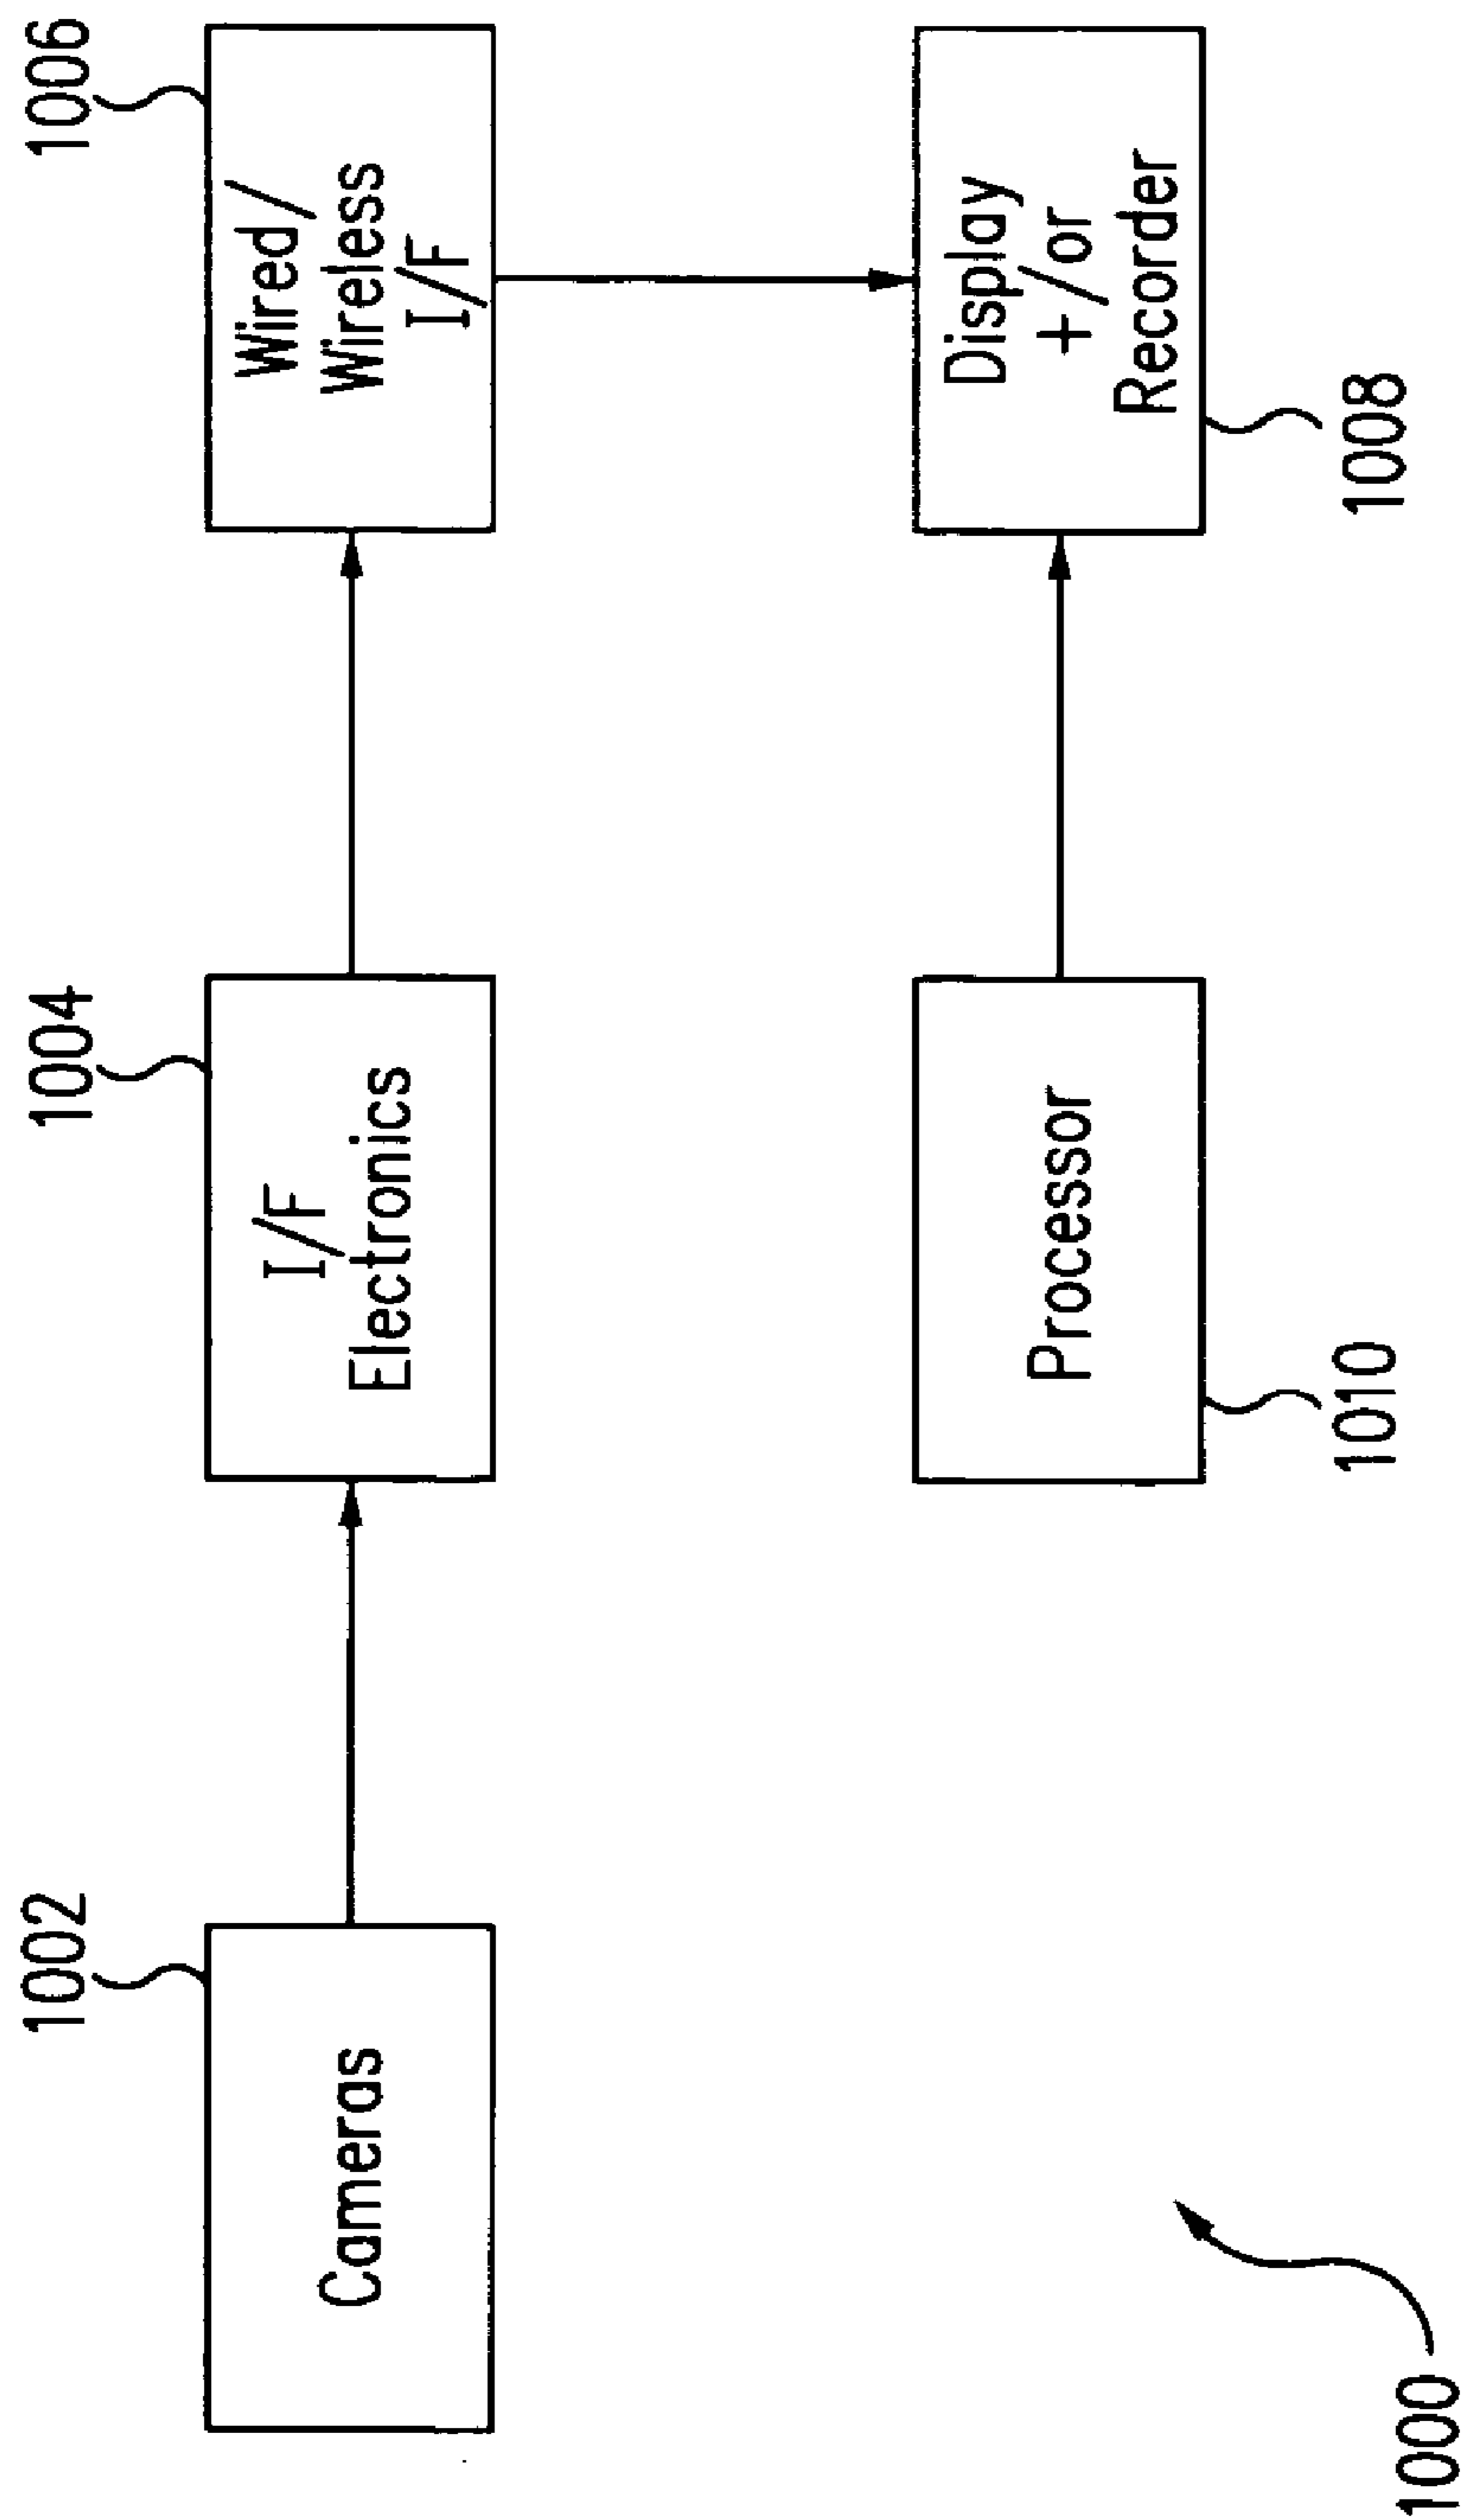 1002
Cameras
1004
I/F
Electronics
1006
Wired/
Wireless
I/F
1010
Processor
Display
+/or
Recorder
1008
1000